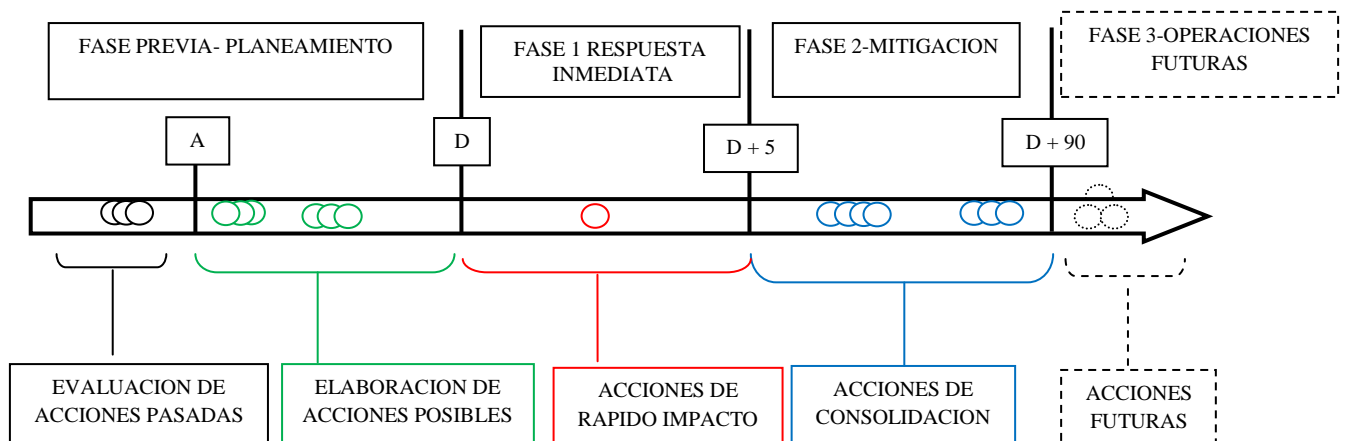 FASE PREVIA- PLANEAMIENTO
FASE 1 RESPUESTA
INMEDIATA
FASE 2-MITIGACION
FASE 3-OPERACIONES
FUTURAS
A
D
D + 5
D + 90
EVALUACION DE
ACCIONES PASADAS
ELABORACION DE
ACCIONES POSIBLES
ACCIONES DE
RAPIDO IMPACTO
ACCIONES DE
CONSOLIDACION
ACCIONES
FUTURAS